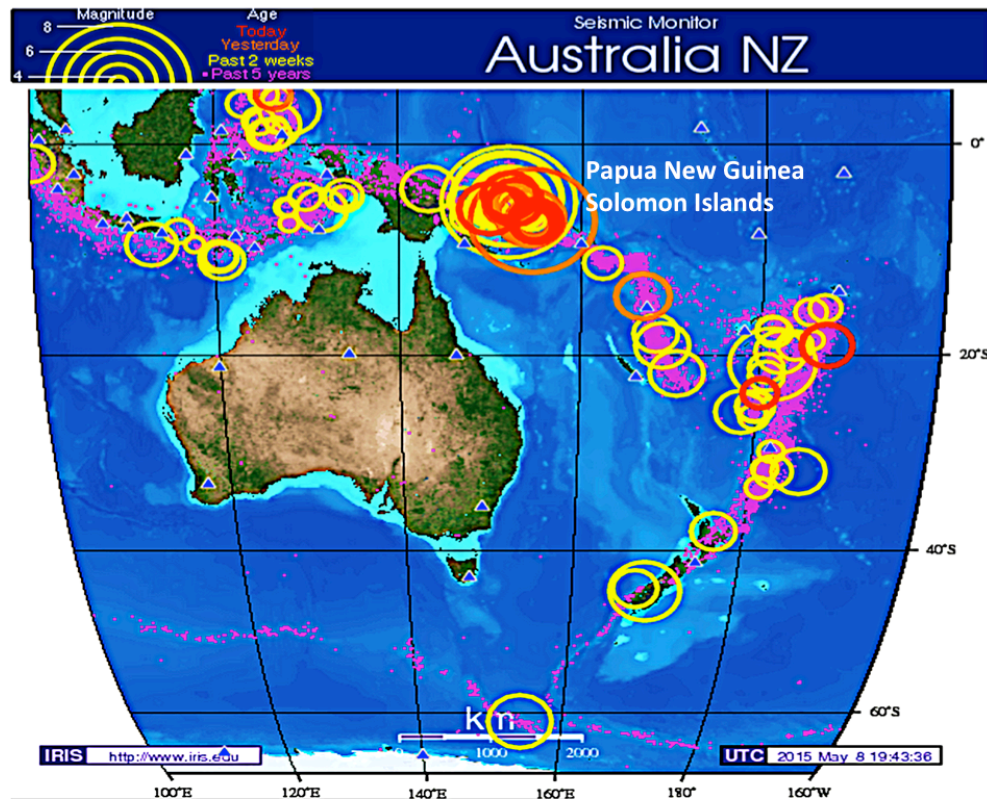 Magnitude
8
6
4
Age
Today
Yesterday
Past 2 weeks
Past 5 years
Seismic Monitor
Australia NZ
0°
Papua New Guinea
Solomon Islands
20°S
40°S
60°S
km
1000
2000
IRIS http://www.iris.edu
UTC 2015 May 8 19:43:36
100°E
120°E
140°E
160°E
180°
160°W